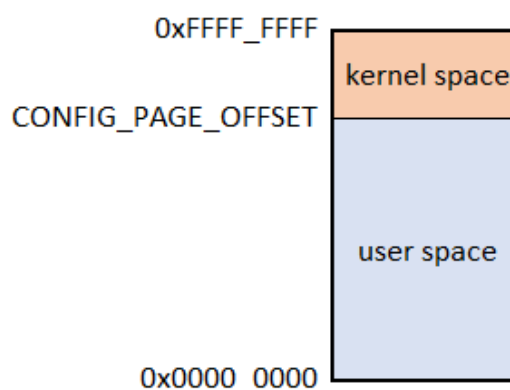 0xFFFF_FFFF
kernel space
CONFIG_PAGE_OFFSET
user space
0x0000_0000